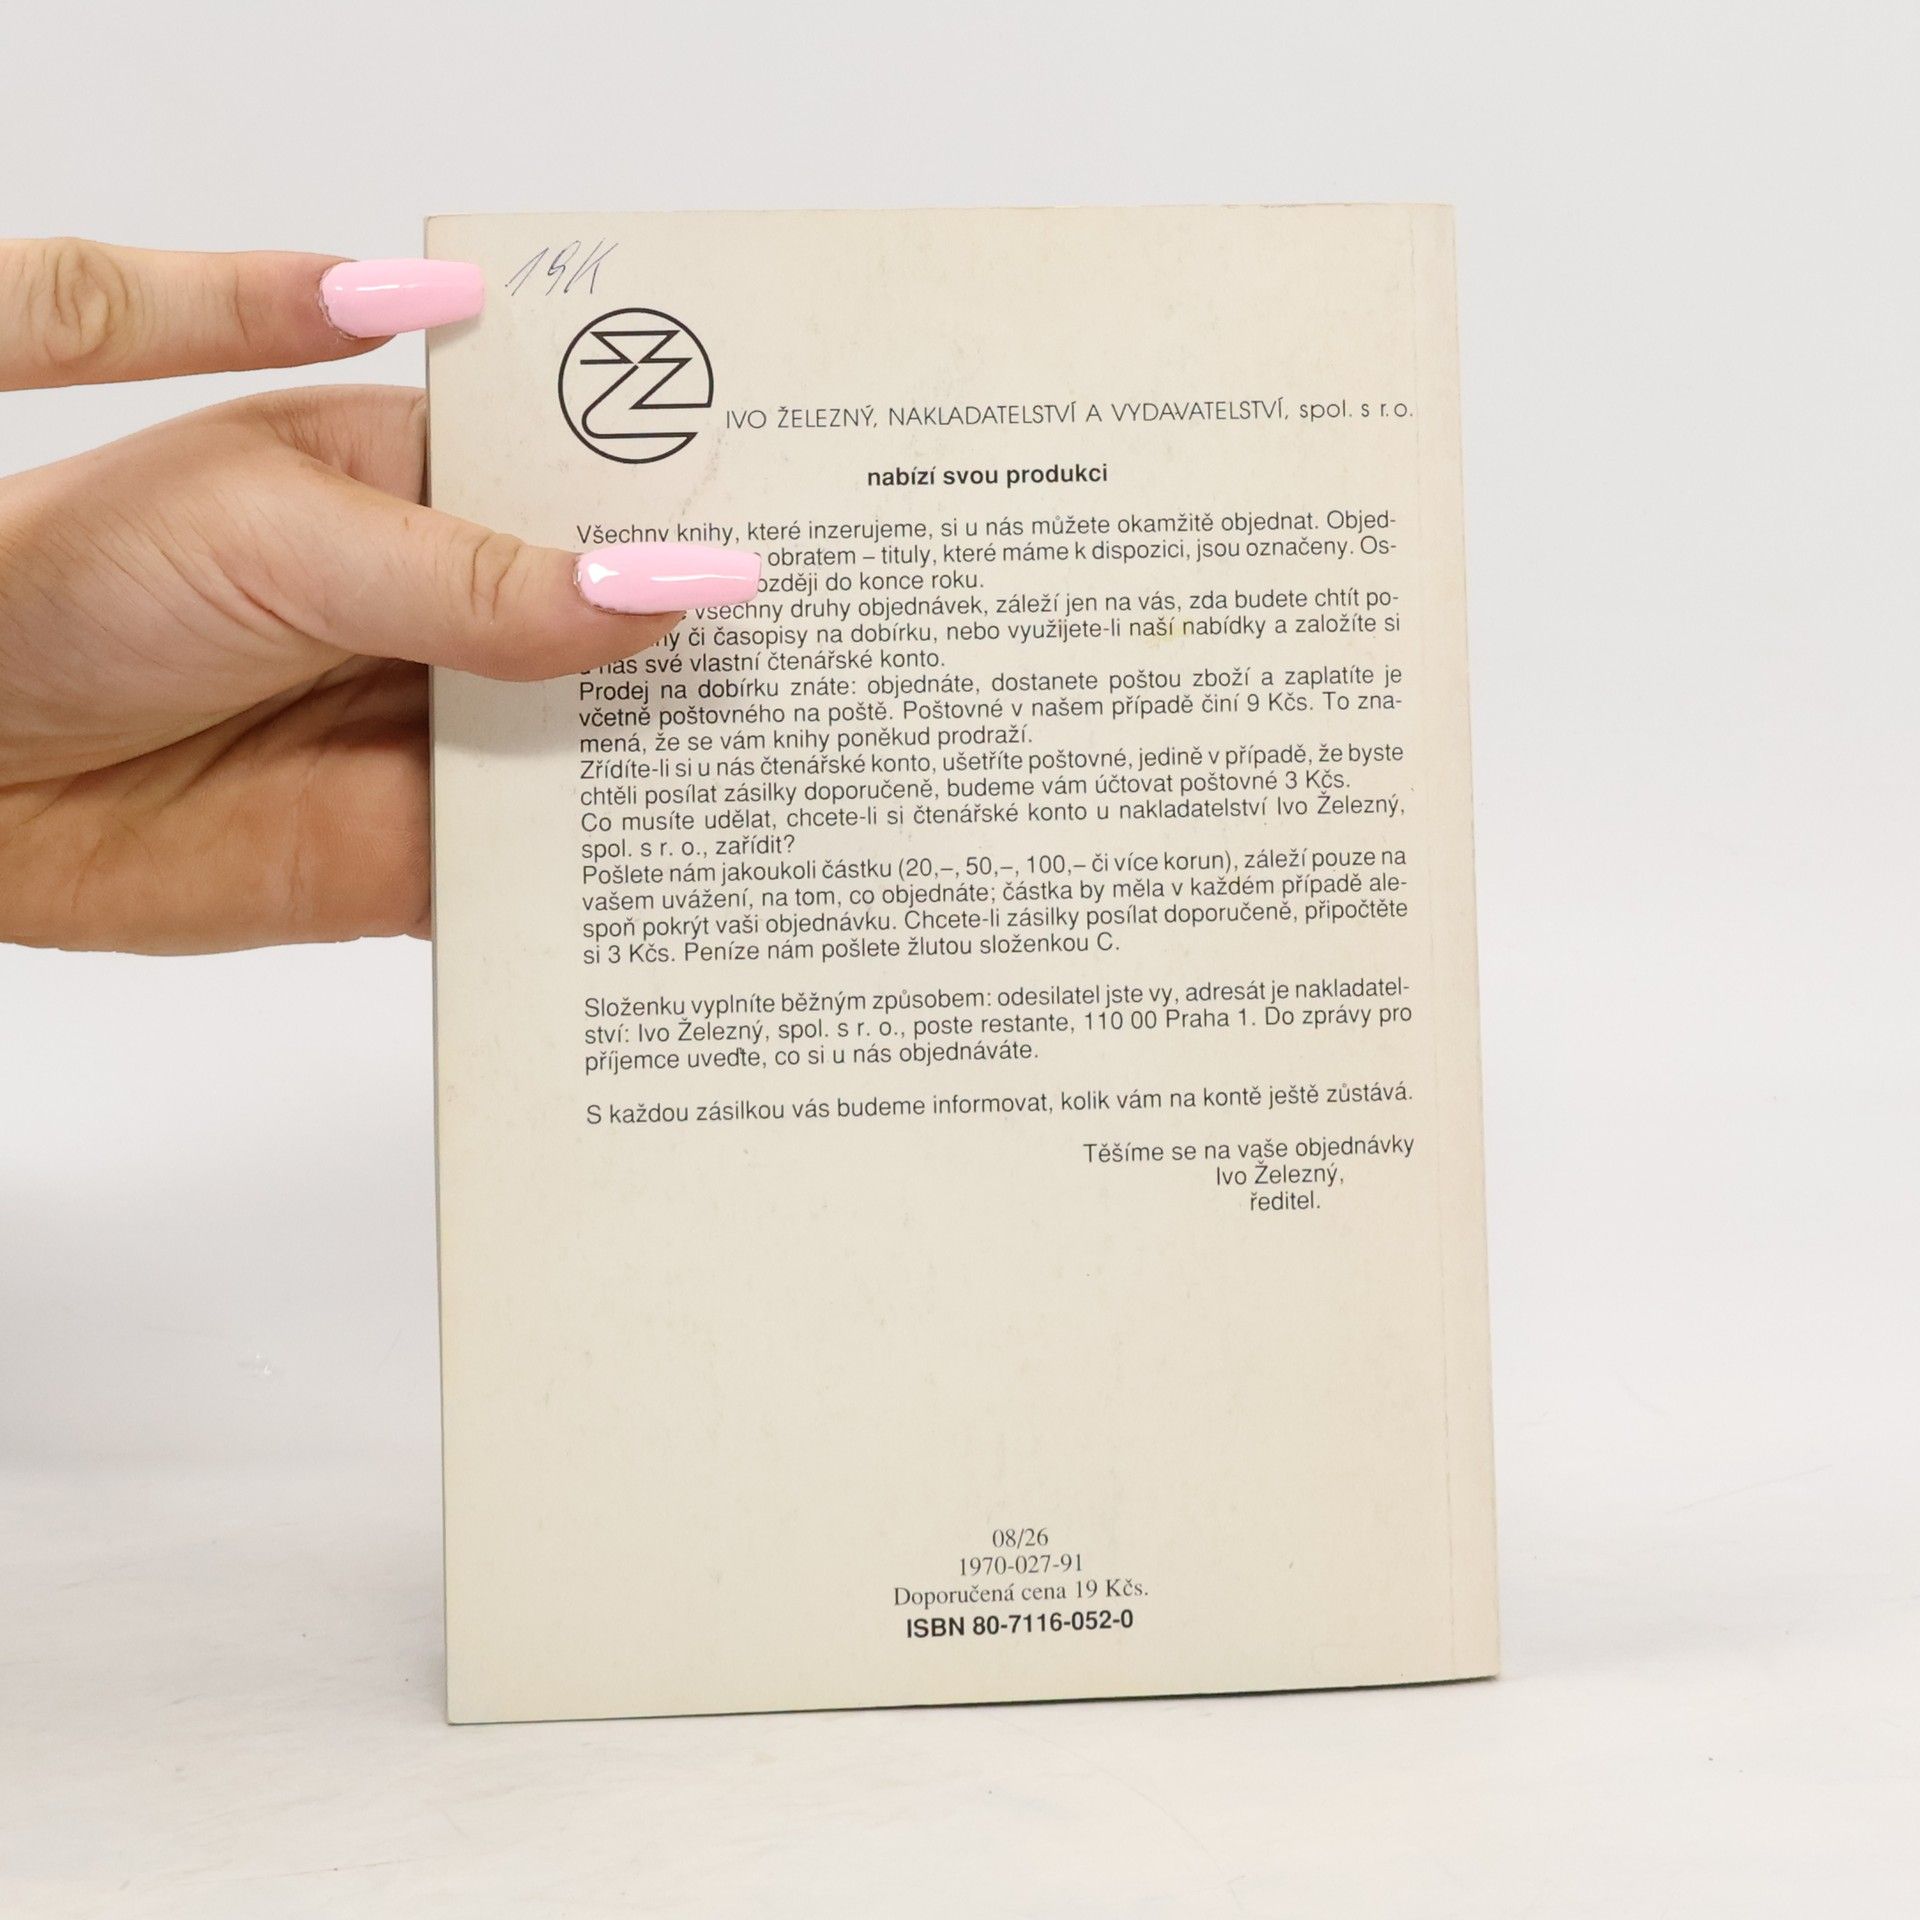 19K
IVO ŽELEZNÝ, NAKLADATELSTVÍ A VYDAVATELSTVÍ, spol. s r. o.
nabízí svou produkci
Všechny knihy, které inzerujeme, si u nás můžete okamžitě objednat. Objed-
obratem – tituly, které máme k dispozici, jsou označeny. Os-
do konce roku.
všechny druhy objednávek, záleží jen na vás, zda budete chtít po-
či časopisy na dobírku, nebo využijete-li naší nabídky a založíte si
nás své vlastní čtenářské konto.
Prodej na dobírku znáte: objednáte, dostanete poštou zboží a zaplatíte je
včetně poštovného na poště. Poštovné v našem případě činí 9 Kčs. To zna-
mená, že se vám knihy poněkud prodraží.
Zřídíte-li si u nás čtenářské konto, ušetříte poštovné, jedině v případě, že byste
chtěli posílat zásilky doporučeně, budeme vám účtovat poštovné 3 Kčs.
Co musíte udělat, chcete-li si čtenářské konto u nakladatelství Ivo Železný,
spol. s r. o., zařídit?
Pošlete nám jakoukoli částku (20,–, 50,–, 100,– či více korun), záleží pouze na
vašem uvážení, na tom, co objednáte; částka by měla v každém případě ale-
spoň pokrýt vaši objednávku. Chcete-li zásilky posílat doporučeně, připočtěte
si 3 Kčs. Peníze nám pošlete žlutou složenkou C.
Složenku vyplníte běžným způsobem: odesilatel jste vy, adresát je nakladatel-
ství: Ivo Železný, spol. s r. o., poste restante, 110 00 Praha 1. Do zprávy pro
příjemce uveďte, co si u nás objednáváte.
S každou zásilkou vás budeme informovat, kolik vám na kontě ještě zůstává.
Těšíme se na vaše objednávky
Ivo Železný,
ředitel.
08/26
1970-027-91
Doporučená cena 19 Kčs.
ISBN 80-7116-052-0